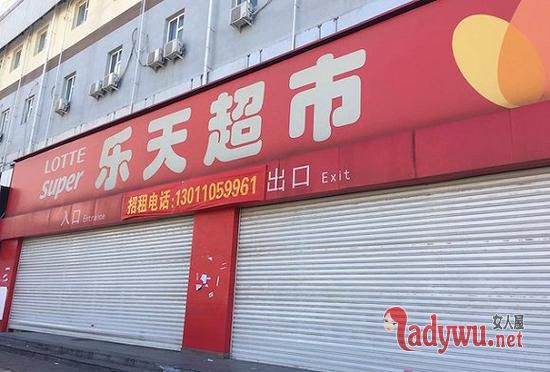 LOTTE
super
乐天超市
招租电话:13011059961
入口 Entrance
出口 Exit
女人屋
ladywu.net